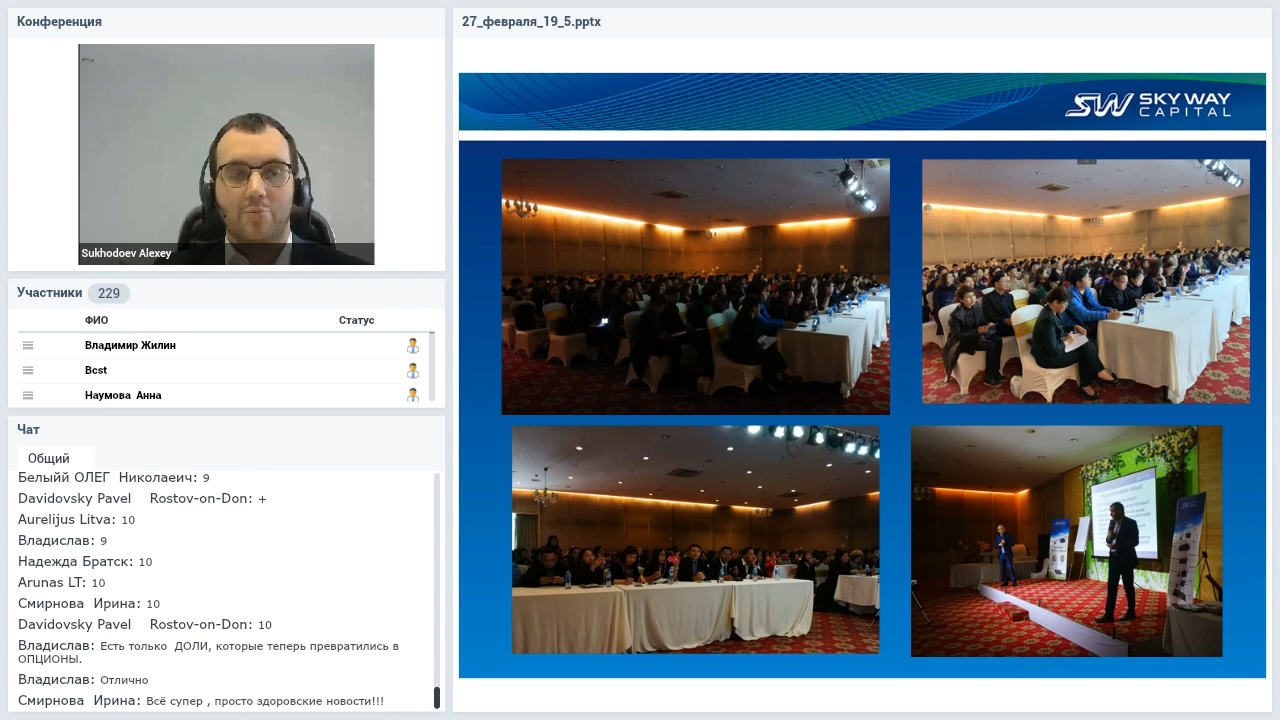 Конференция
Sukhodoev Alexey
Участники 229
ФИО Статус
Владимир Жилин
Bcst
Наумова Анна
Чат
Общий
Белыйй ОЛЕГ Николаеич: 9
Davidovsky Pavel Rostov-on-Don: +
Aurelijus Litva: 10
Владислав: 9
Надежда Братск: 10
Arunas LT: 10
Смирнова Ирина: 10
Davidovsky Pavel Rostov-on-Don: 10
Владислав: Есть только ДОЛИ, которые теперь превратились в
ОПЦИОНЫ.
Владислав: Отлично
Смирнова Ирина: Всё супер , просто здоровские новости!!!
27_февраля_19_5.pptx
SW SKY WAY
CAPITAL